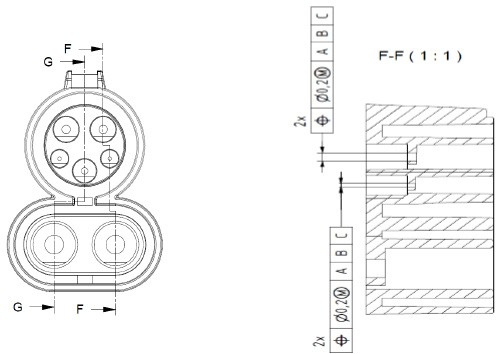 F
G
G
F
2x ⌖ Ø0,2Ⓜ A B C
F-F ( 1 : 1 )
2x ⌖ Ø0,2Ⓜ A B C